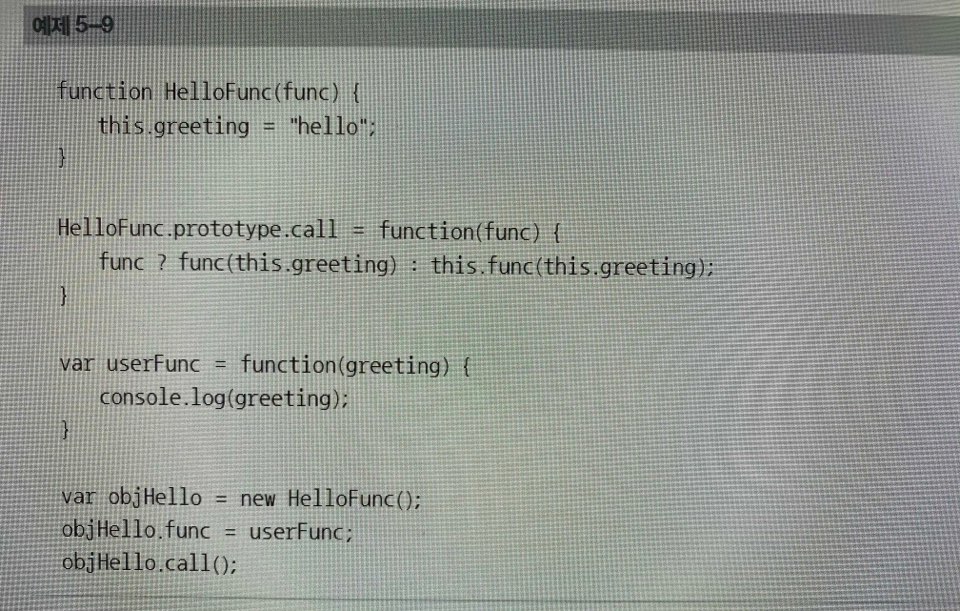 예제 5–9
function HelloFunc(func) {
    this.greeting = "hello";
}
HelloFunc.prototype.call = function(func) {
    func ? func(this.greeting) : this.func(this.greeting);
}
var userFunc = function(greeting) {
    console.log(greeting);
}
var objHello = new HelloFunc();
objHello.func = userFunc;
objHello.call();